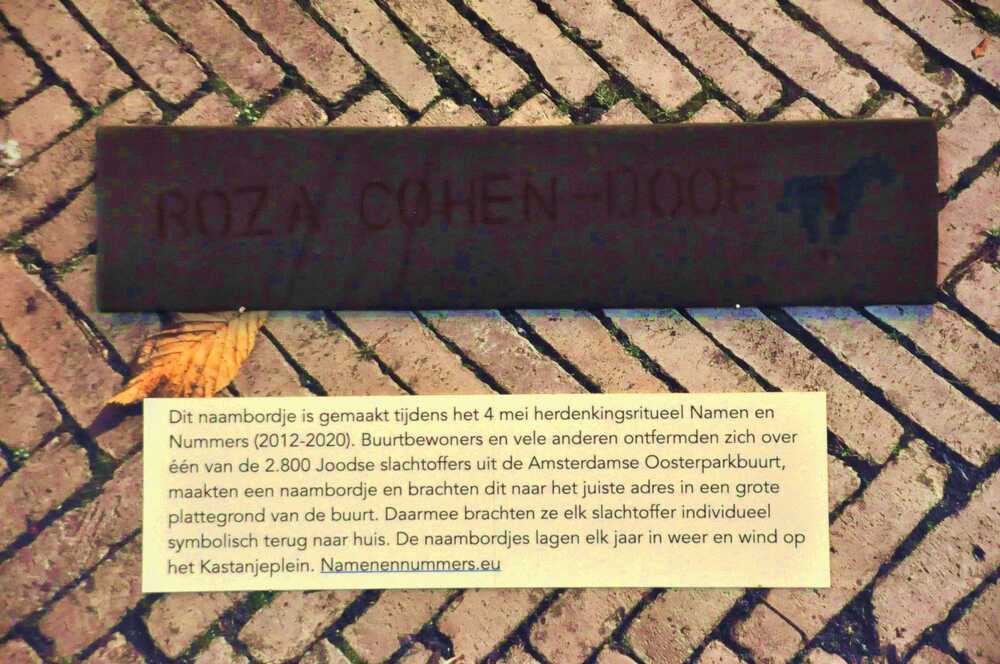 ROZA COHEN-DOOF
Dit naambordje is gemaakt tijdens het 4 mei herdenkingsritueel Namen en
Nummers (2012-2020). Buurtbewoners en vele anderen ontfermden zich over
één van de 2.800 Joodse slachtoffers uit de Amsterdamse Oosterparkbuurt,
maakten een naambordje en brachten dit naar het juiste adres in een grote
plattegrond van de buurt. Daarmee brachten ze elk slachtoffer individueel
symbolisch terug naar huis. De naambordjes lagen elk jaar in weer en wind op
het Kastanjeplein. Namenennummers.eu